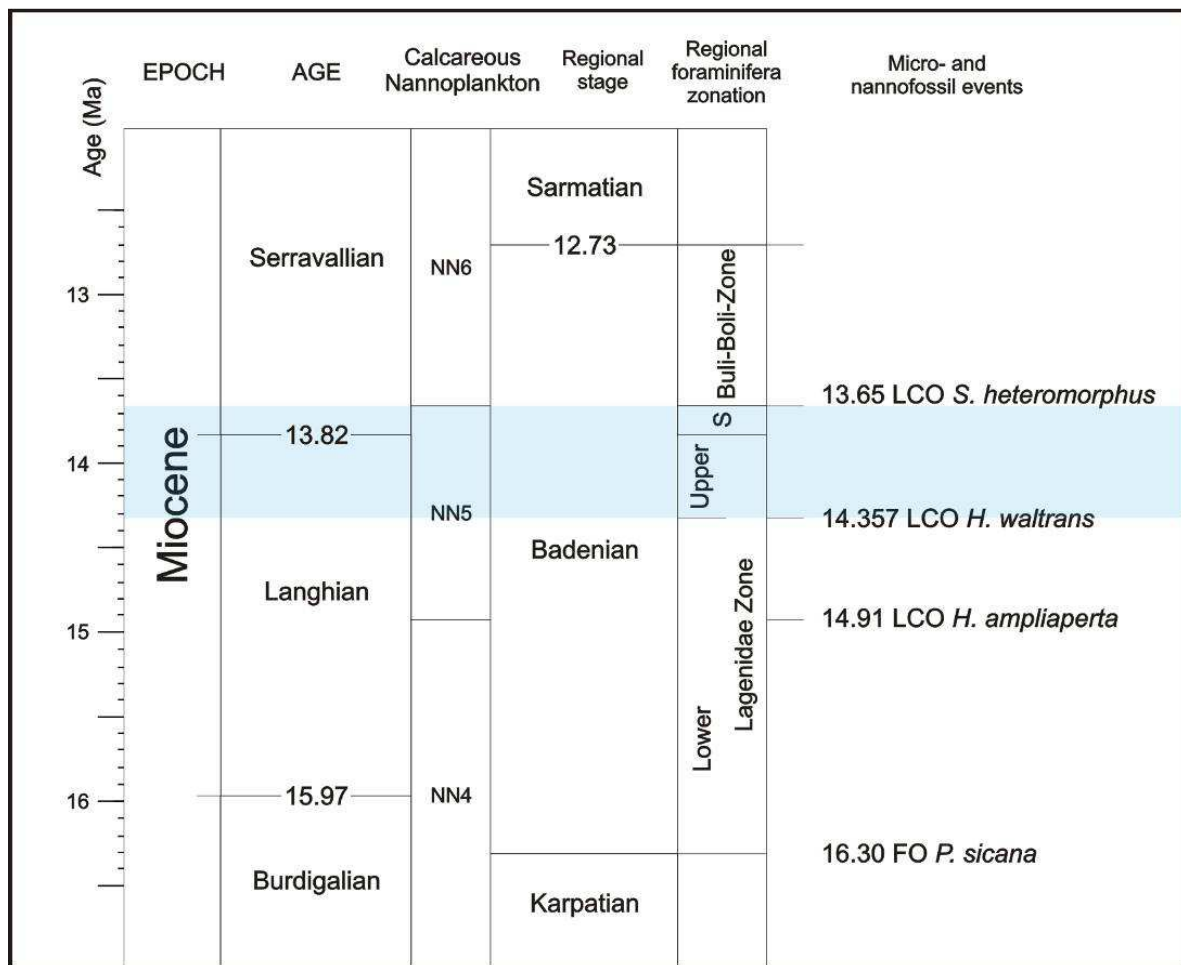 EPOCH
AGE
Calcareous
Nannoplankton
Regional
stage
Regional
foraminifera
zonation
Micro- and
nannofossil events
Age (Ma)
13
14
15
16
Miocene
Serravallian
13.82
Langhian
15.97
Burdigalian
NN6
NN5
NN4
Sarmatian
12.73
Badenian
Karpatian
Buli-Boli-Zone
S
Upper
Lower
Lagenidae Zone
13.65 LCO S. heteromorphus
14.357 LCO H. waltrans
14.91 LCO H. ampliaperta
16.30 FO P. sicana